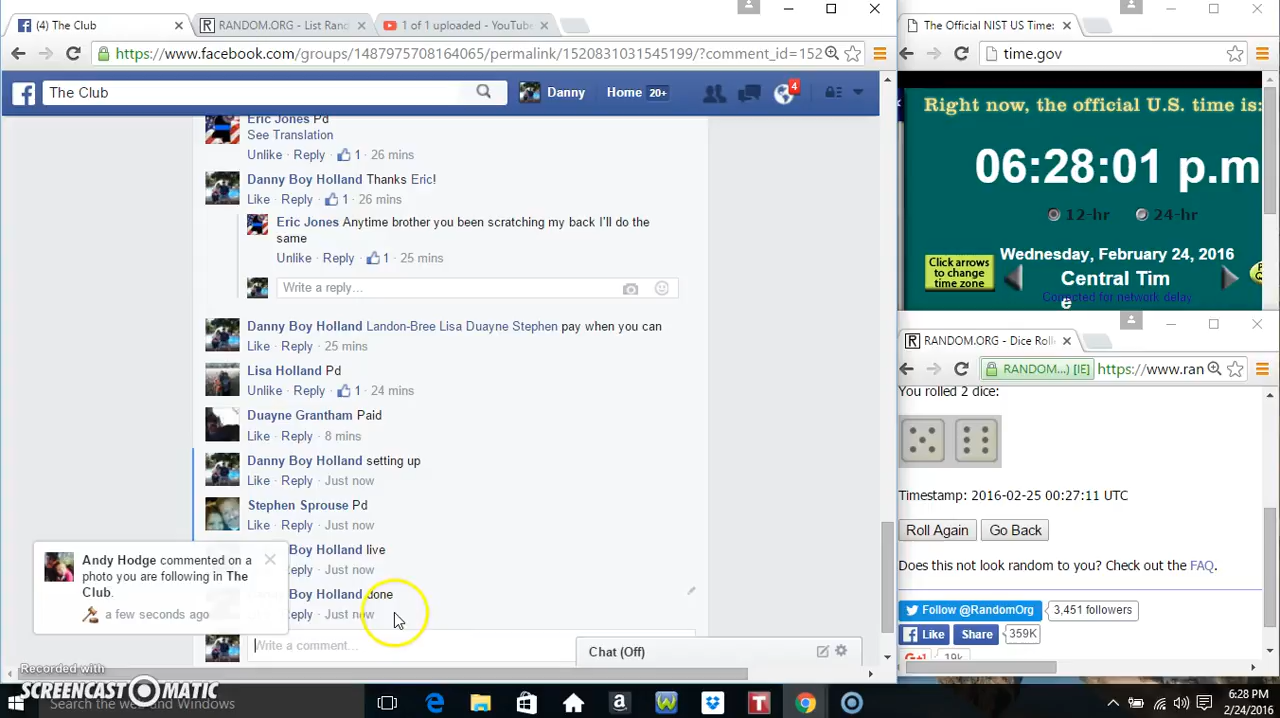 (4) The Club
RANDOM.ORG - List Rand
1 of 1 uploaded - YouTube
https://www.facebook.com/groups/1487975708164065/permalink/1520831031545199/?comment_id=152
The Club
Danny
Home 20+
4
Eric Jones Pd
See Translation
Unlike · Reply · 1 · 26 mins
Danny Boy Holland Thanks Eric!
Like · Reply · 1 · 26 mins
Eric Jones Anytime brother you been scratching my back I'll do the
same
Unlike · Reply · 1 · 25 mins
Write a reply...
Danny Boy Holland Landon-Bree Lisa Duayne Stephen pay when you can
Like · Reply · 25 mins
Lisa Holland Pd
Unlike · Reply · 1 · 24 mins
Duayne Grantham Paid
Like · Reply · 8 mins
Danny Boy Holland setting up
Like · Reply · Just now
Stephen Sprouse Pd
Like · Reply · Just now
Boy Holland live
eply · Just now
Boy Holland done
eply · Just now
Andy Hodge commented on a
photo you are following in The
Club.
a few seconds ago
Write a comment...
Chat (Off)
The Official NIST US Time:
time.gov
Right now, the official U.S. time is:
06:28:01 p.m
12-hr 24-hr
Wednesday, February 24, 2016
Click arrows
to change
time zone
Central Tim
e
Corrected for network delay
RANDOM.ORG - Dice Rolle
RANDOM...) [IE] https://www.ran
You rolled 2 dice:
Timestamp: 2016-02-25 00:27:11 UTC
Roll Again Go Back
Does this not look random to you? Check out the FAQ.
Follow @RandomOrg 3,451 followers
Like Share 359K
G+1 19k
Recorded with
SCREENCAST-O-MATIC
Search the web and Windows
6:28 PM
2/24/2016